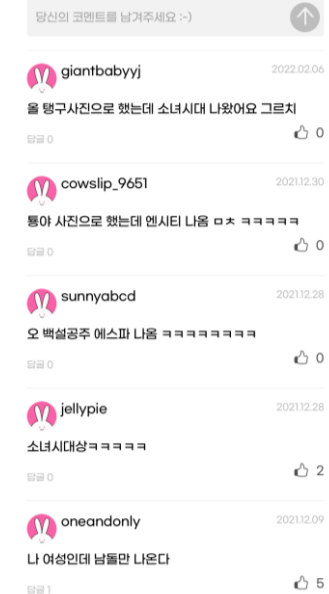 당신의 코멘트를 남겨주세요 :-)
giantbabyyj
2022.02.06
올 탱구사진으로 했는데 소녀시대 나왔어요 그르치
답글 0
0
cowslip_9651
2021.12.30
툥야 사진으로 했는데 엔시티 나옴 ㅁㅊ ㅋㅋㅋㅋㅋ
답글 0
0
sunnyabcd
2021.12.28
오 백설공주 에스파 나옴 ㅋㅋㅋㅋㅋㅋㅋㅋ
답글 0
0
jellypie
2021.12.28
소녀시대상ㅋㅋㅋㅋㅋ
답글 0
2
oneandonly
2021.12.09
나 여성인데 남돌만 나온다
답글 1
5